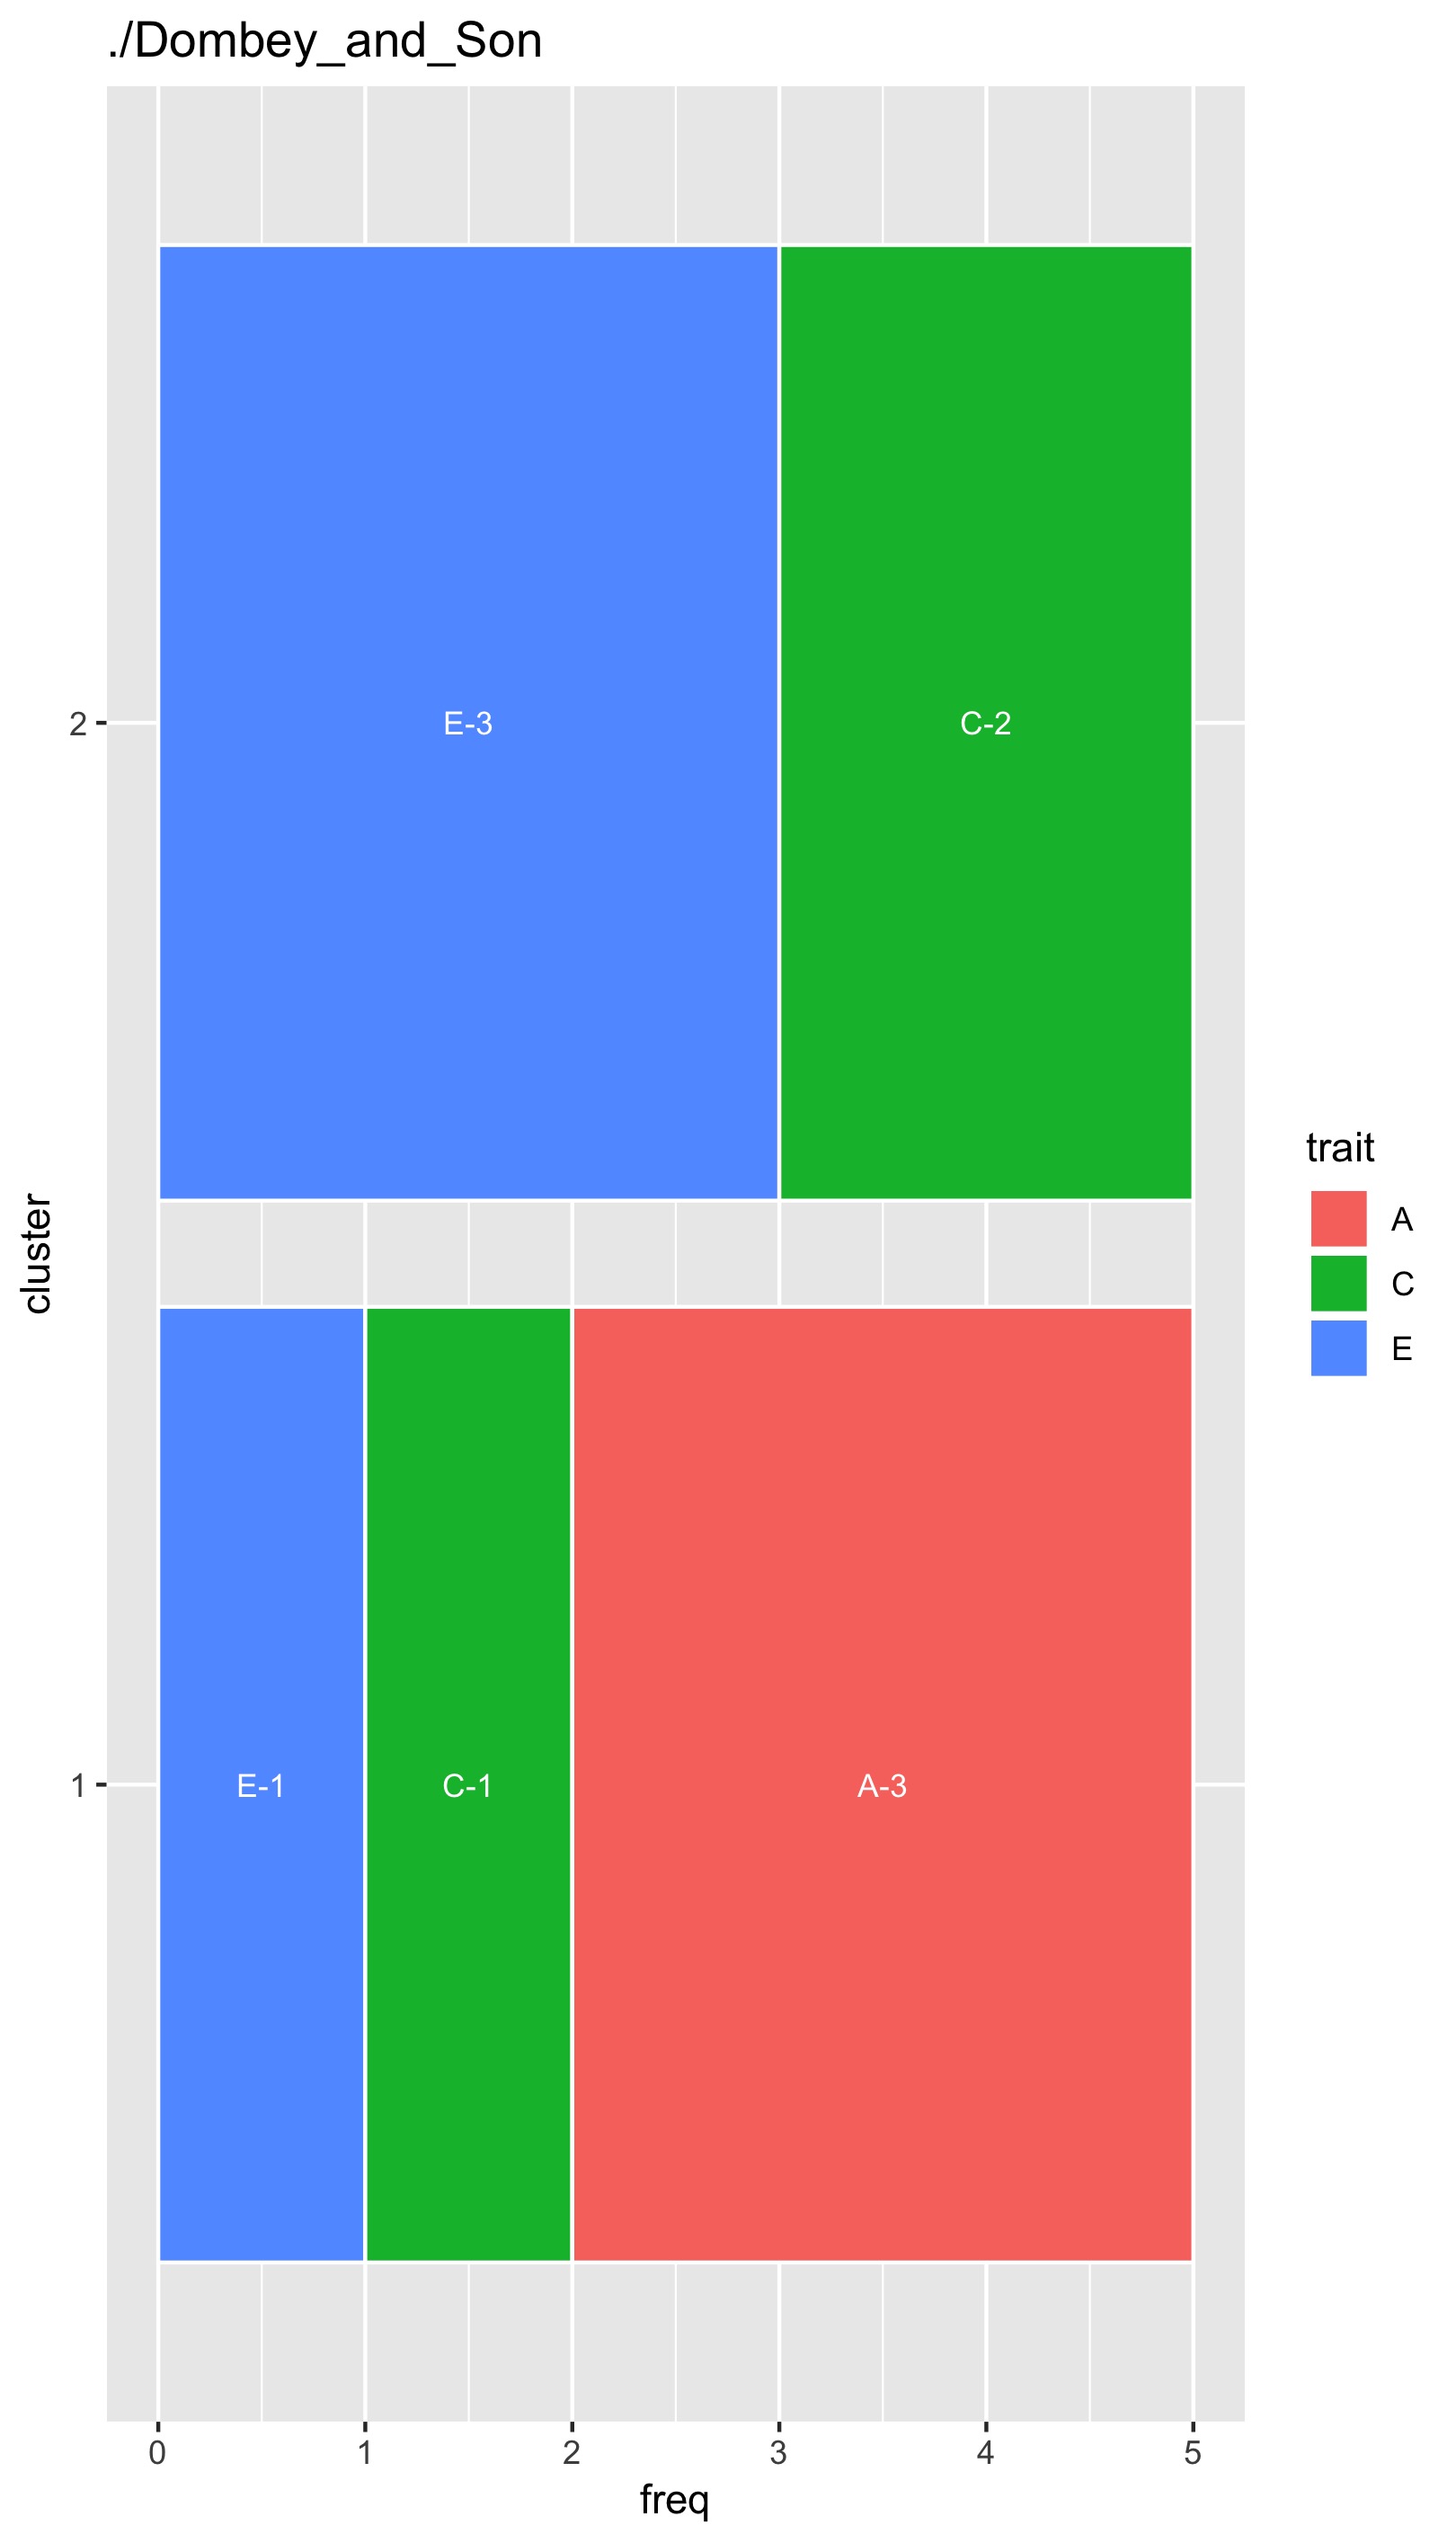 ./Dombey_and_Son
2
E-3
C-2
cluster
trait
A
C
E
1
E-1
C-1
A-3
0 1 2 3 4 5
freq